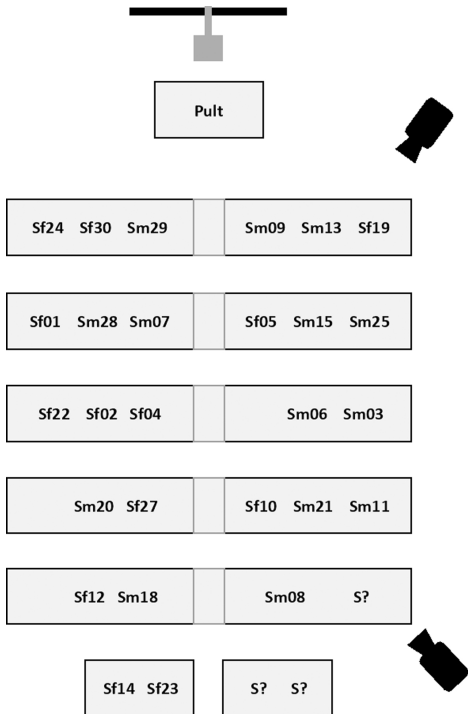 Pult
Sf24 Sf30 Sm29 Sm09 Sm13 Sf19
Sf01 Sm28 Sm07 Sf05 Sm15 Sm25
Sf22 Sf02 Sf04 Sm06 Sm03
Sm20 Sf27 Sf10 Sm21 Sm11
Sf12 Sm18 Sm08 S?
Sf14 Sf23 S? S?